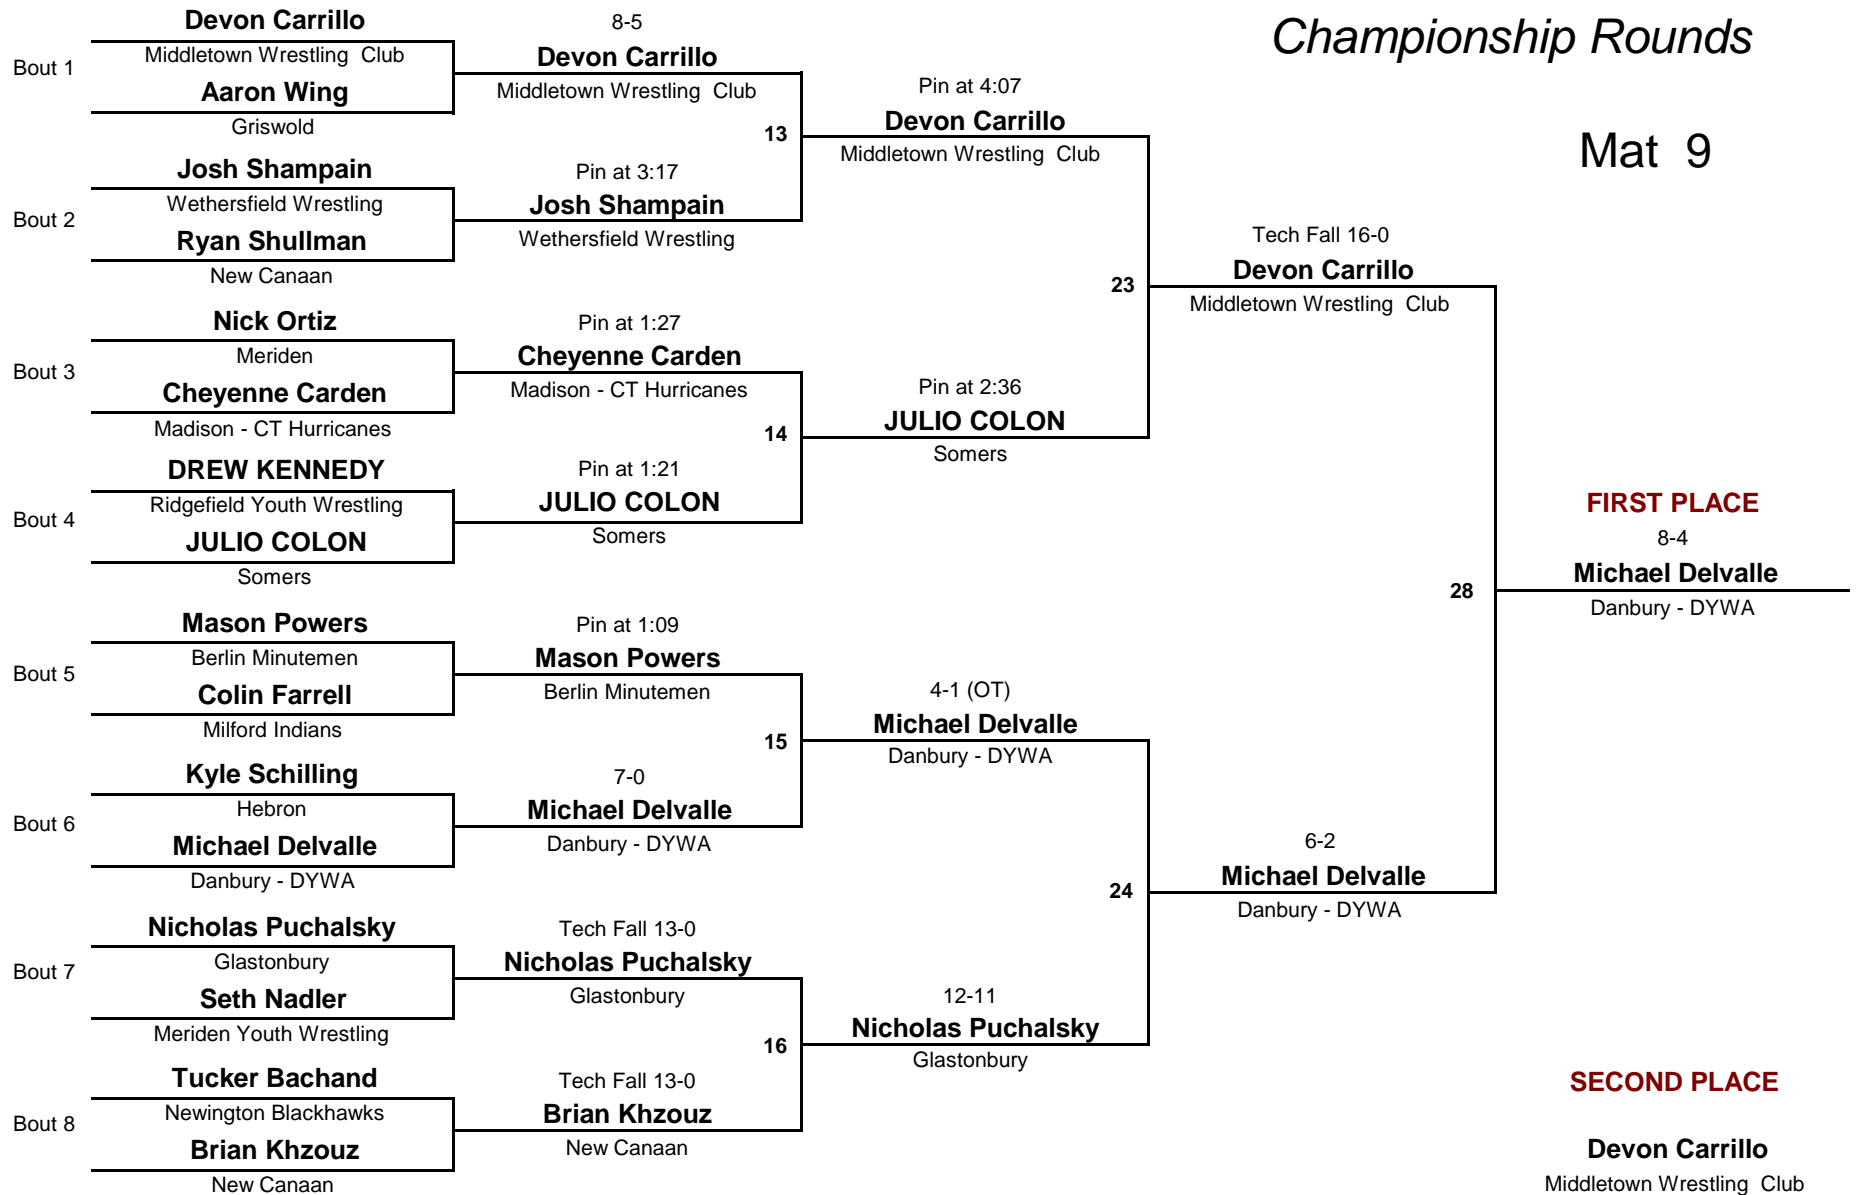 Championship Rounds
Mat 9
Bout 1
Devon Carrillo
Middletown Wrestling Club
Aaron Wing
Griswold
Bout 2
Josh Shampain
Wethersfield Wrestling
Ryan Shullman
New Canaan
Bout 3
Nick Ortiz
Meriden
Cheyenne Carden
Madison - CT Hurricanes
Bout 4
DREW KENNEDY
Ridgefield Youth Wrestling
JULIO COLON
Somers
Bout 5
Mason Powers
Berlin Minutemen
Colin Farrell
Milford Indians
Bout 6
Kyle Schilling
Hebron
Michael Delvalle
Danbury - DYWA
Bout 7
Nicholas Puchalsky
Glastonbury
Seth Nadler
Meriden Youth Wrestling
Bout 8
Tucker Bachand
Newington Blackhawks
Brian Khzouz
New Canaan
8-5
Devon Carrillo
Middletown Wrestling Club
13
Pin at 3:17
Josh Shampain
Wethersfield Wrestling
Pin at 1:27
Cheyenne Carden
Madison - CT Hurricanes
14
Pin at 1:21
JULIO COLON
Somers
Pin at 1:09
Mason Powers
Berlin Minutemen
15
7-0
Michael Delvalle
Danbury - DYWA
Tech Fall 13-0
Nicholas Puchalsky
Glastonbury
16
Tech Fall 13-0
Brian Khzouz
New Canaan
Pin at 4:07
Devon Carrillo
Middletown Wrestling Club
23
Pin at 2:36
JULIO COLON
Somers
4-1 (OT)
Michael Delvalle
Danbury - DYWA
24
12-11
Nicholas Puchalsky
Glastonbury
Tech Fall 16-0
Devon Carrillo
Middletown Wrestling Club
28
6-2
Michael Delvalle
Danbury - DYWA
FIRST PLACE
8-4
Michael Delvalle
Danbury - DYWA
SECOND PLACE
Devon Carrillo
Middletown Wrestling Club